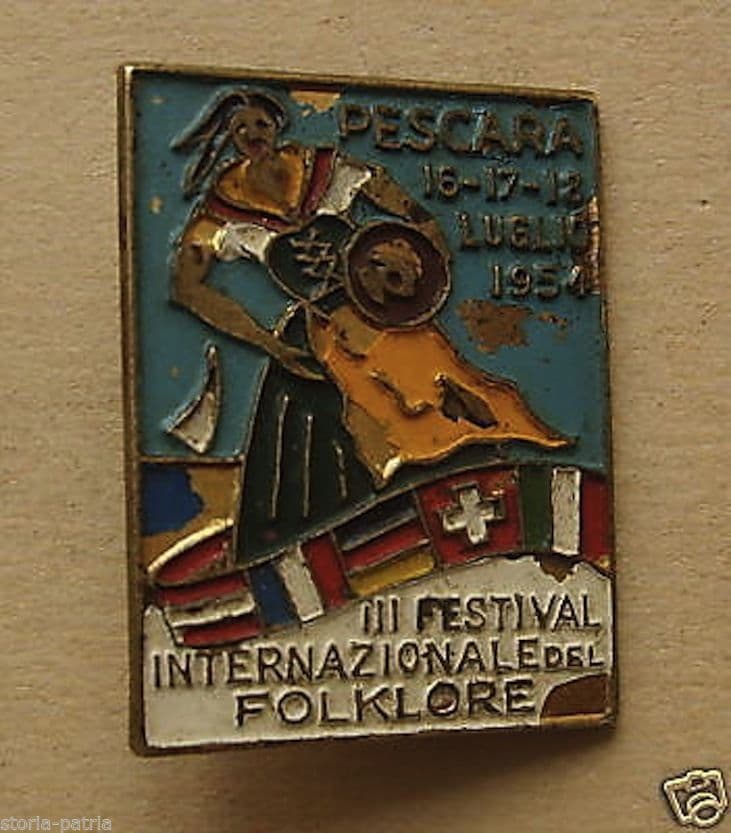 PESCARA
16-17-18
LUGLIO
1954
III FESTIVAL
INTERNAZIONALE DEL
FOLKLORE
storia-patria